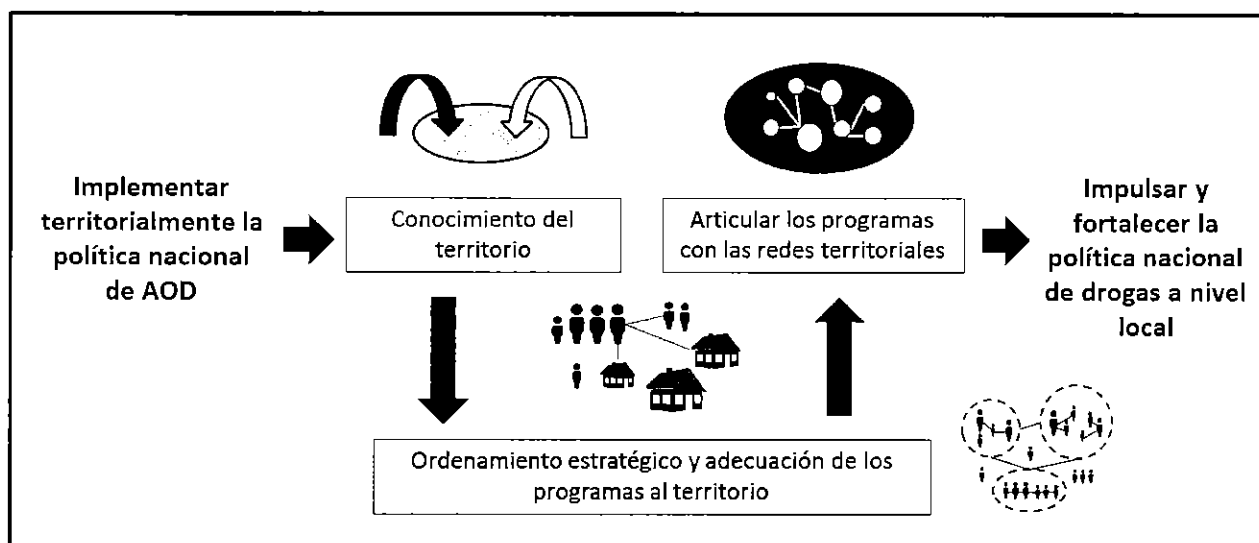 Implementar
territorialmente la
política nacional
de AOD
Conocimiento del
territorio
Articular los programas
con las redes territoriales
Impulsar y
fortalecer la
política nacional
de drogas a nivel
local
Ordenamiento estratégico y adecuación de los
programas al territorio